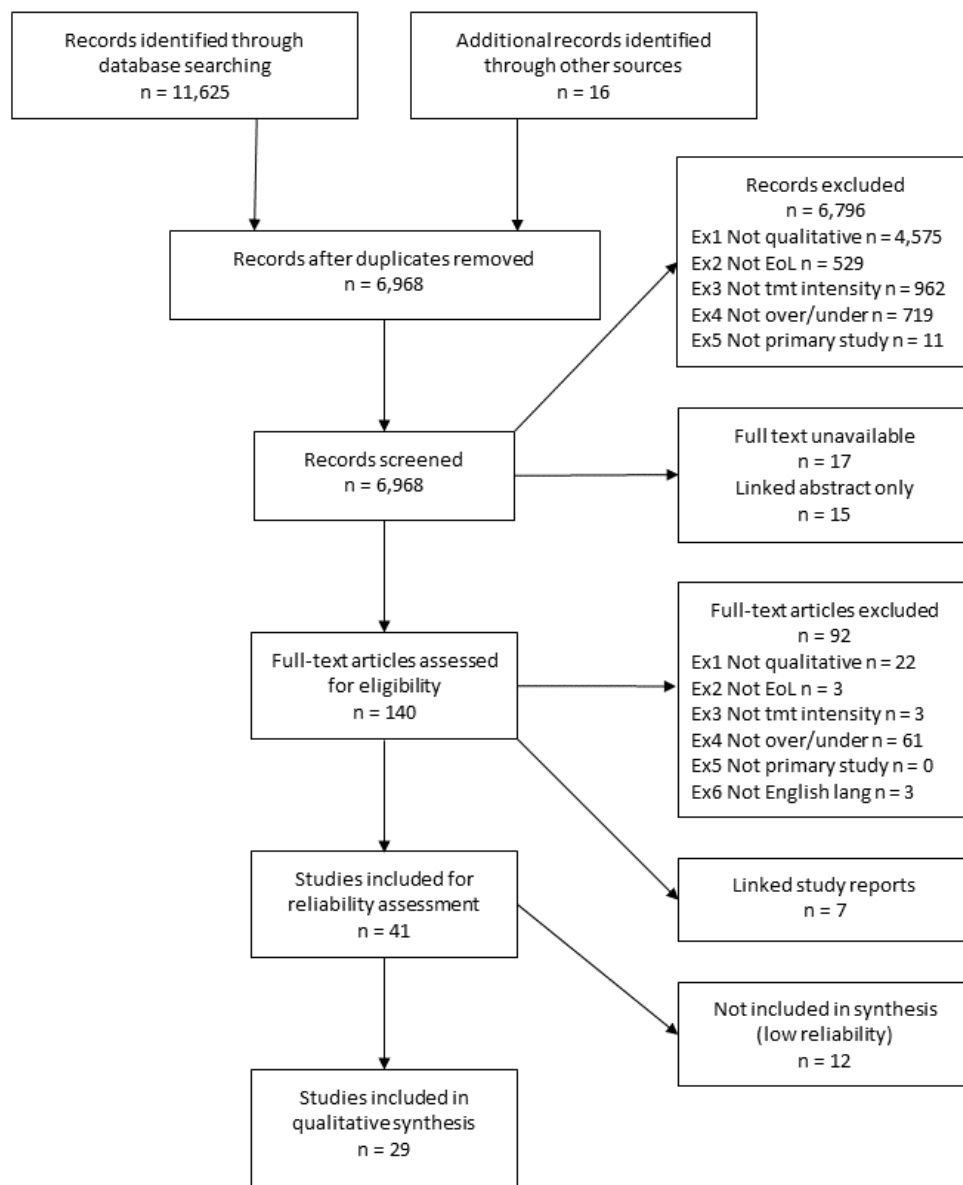 Records identified through
database searching
n = 11,625
Additional records identified
through other sources
n = 16
Records after duplicates removed
n = 6,968
Records excluded
n = 6,796
Ex1 Not qualitative n = 4,575
Ex2 Not EoL n = 529
Ex3 Not tmt intensity n = 962
Ex4 Not over/under n = 719
Ex5 Not primary study n = 11
Records screened
n = 6,968
Full text unavailable
n = 17
Linked abstract only
n = 15
Full-text articles assessed
for eligibility
n = 140
Full-text articles excluded
n = 92
Ex1 Not qualitative n = 22
Ex2 Not EoL n = 3
Ex3 Not tmt intensity n = 3
Ex4 Not over/under n = 61
Ex5 Not primary study n = 0
Ex6 Not English lang n = 3
Linked study reports
n = 7
Studies included for
reliability assessment
n = 41
Not included in synthesis
(low reliability)
n = 12
Studies included in
qualitative synthesis
n = 29